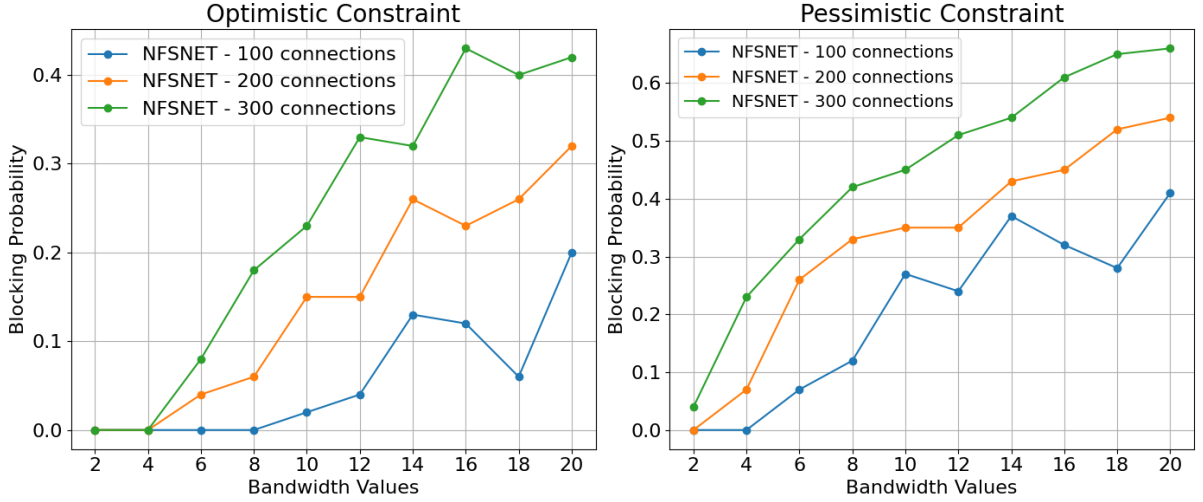 Optimistic Constraint
NFSNET - 100 connections
NFSNET - 200 connections
NFSNET - 300 connections
Blocking Probability
0.4
0.3
0.2
0.1
0.0
2 4 6 8 10 12 14 16 18 20
Bandwidth Values
Pessimistic Constraint
NFSNET - 100 connections
NFSNET - 200 connections
NFSNET - 300 connections
Blocking Probability
0.6
0.5
0.4
0.3
0.2
0.1
0.0
2 4 6 8 10 12 14 16 18 20
Bandwidth Values